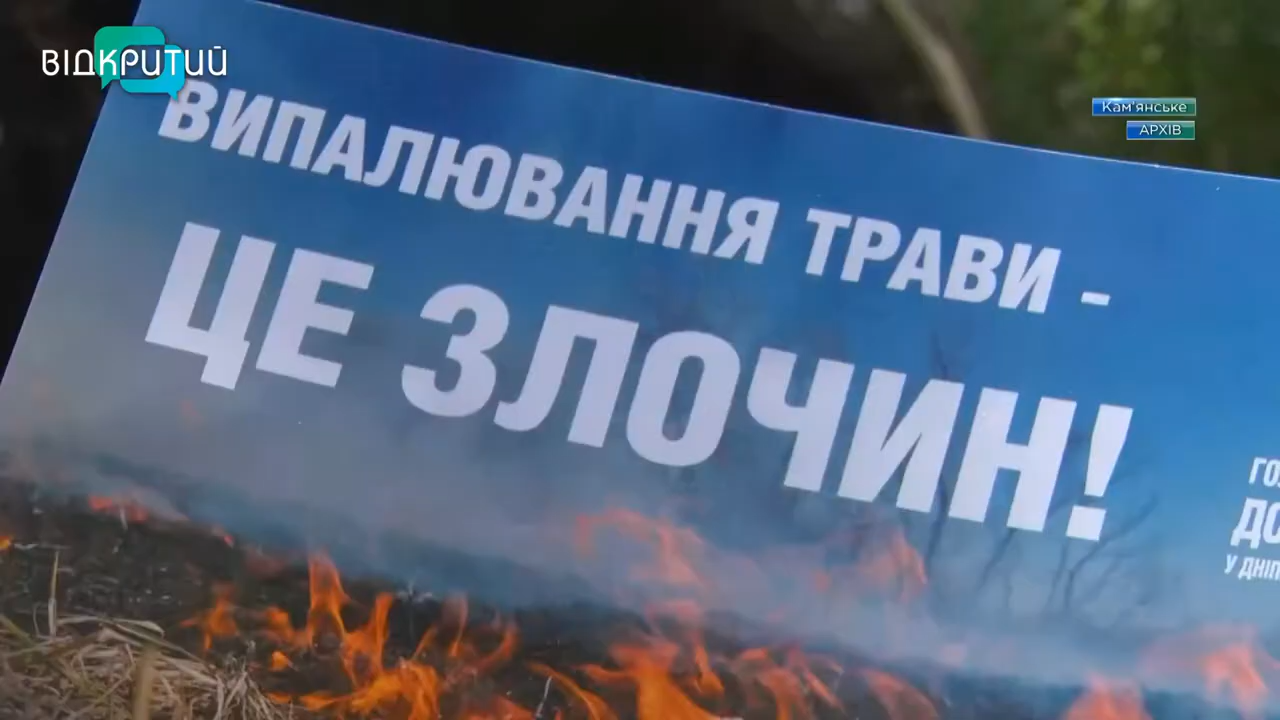 ВІДКРИТИЙ
Кам'янське
АРХІВ
ВИПАЛЮВАННЯ ТРАВИ -
ЦЕ ЗЛОЧИН!